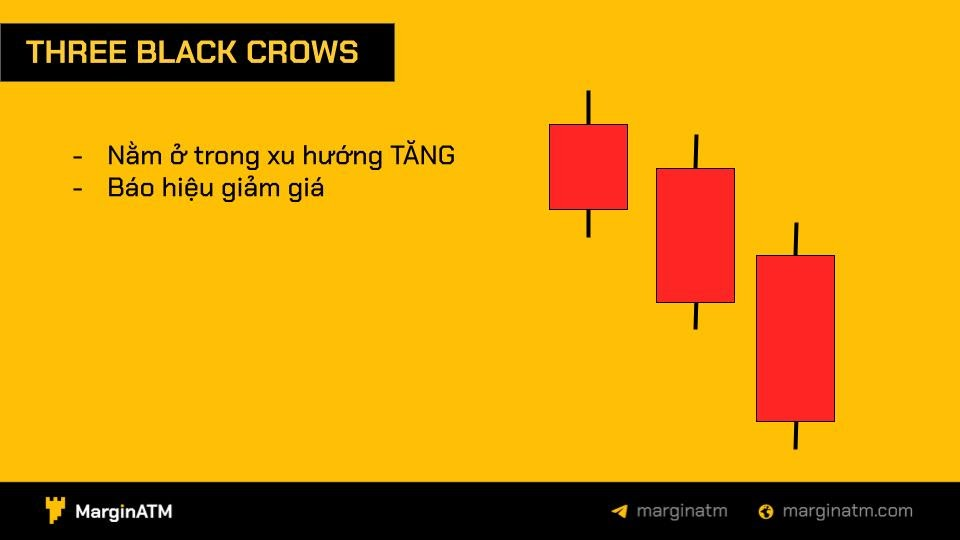 THREE BLACK CROWS
- Nằm ở trong xu hướng TĂNG
- Báo hiệu giảm giá
MarginATM
marginatm
marginatm.com